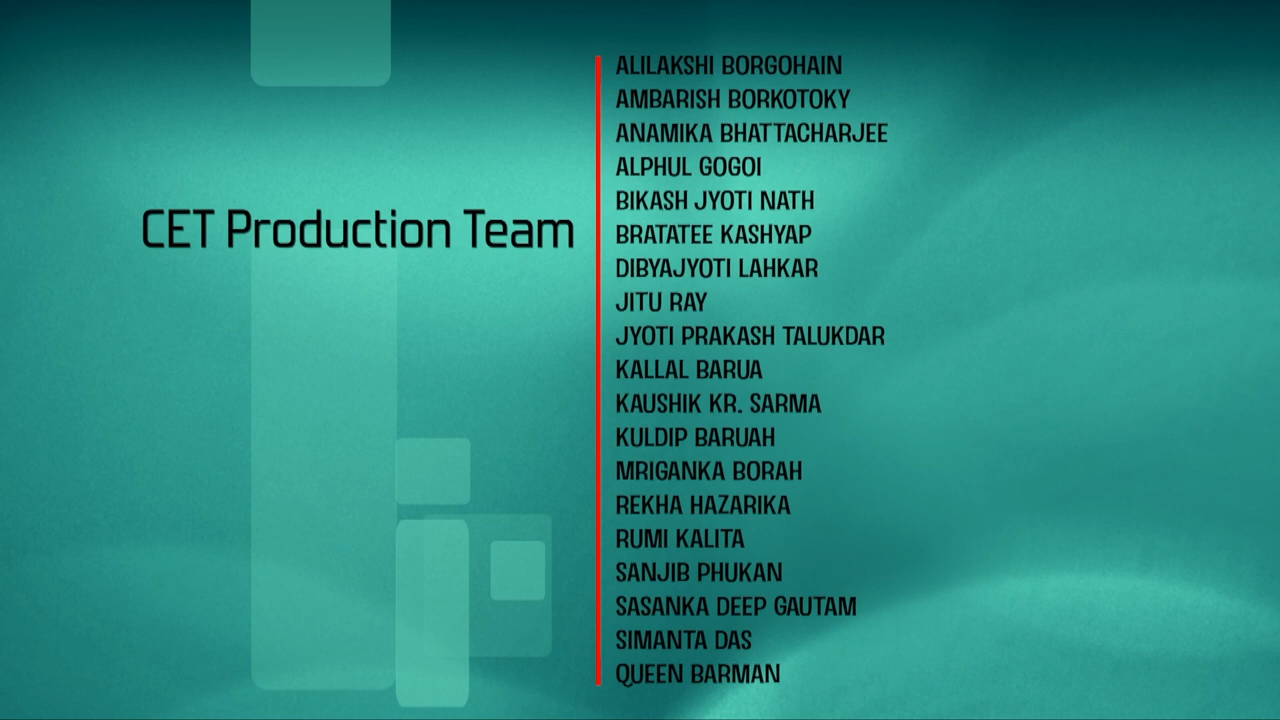 CET Production Team
ALILAKSHI BORGOHAIN
AMBARISH BORKOTOKY
ANAMIKA BHATTACHARJEE
ALPHUL GOGOI
BIKASH JYOTI NATH
BRATATEE KASHYAP
DIBYAJYOTI LAHKAR
JITU RAY
JYOTI PRAKASH TALUKDAR
KALLAL BARUA
KAUSHIK KR. SARMA
KULDIP BARUAH
MRIGANKA BORAH
REKHA HAZARIKA
RUMI KALITA
SANJIB PHUKAN
SASANKA DEEP GAUTAM
SIMANTA DAS
QUEEN BARMAN